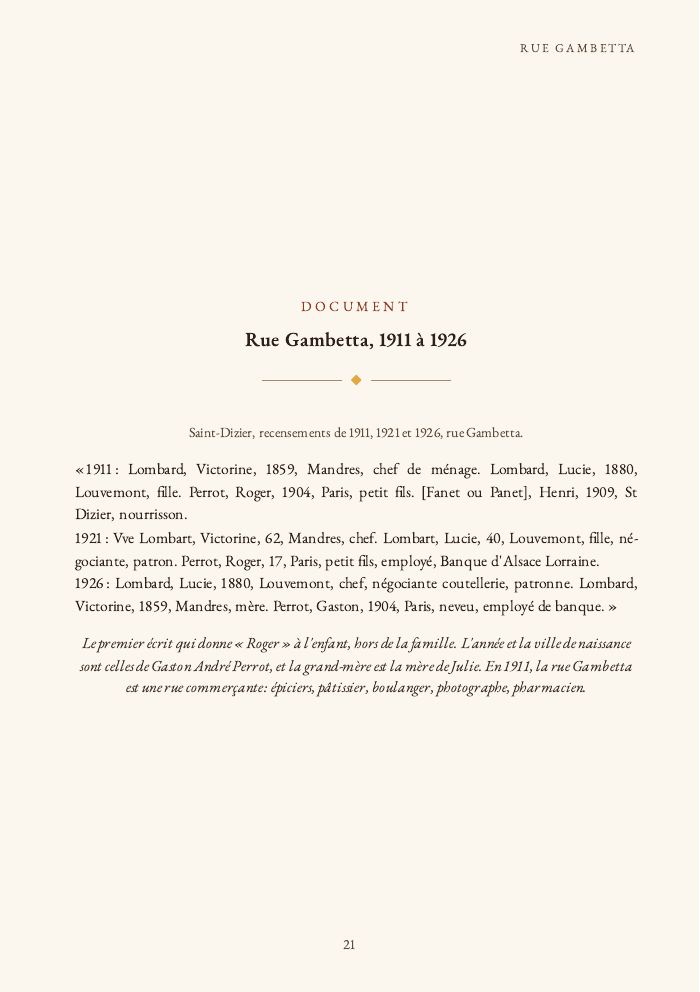 RUE GAMBETTA
DOCUMENT
Rue Gambetta, 1911 à 1926
Saint-Dizier, recensements de 1911, 1921 et 1926, rue Gambetta.
« 1911 : Lombard, Victorine, 1859, Mandres, chef de ménage. Lombard, Lucie, 1880,
Louvemont, fille. Perrot, Roger, 1904, Paris, petit fils. [Fanet ou Panet], Henri, 1909, St
Dizier, nourrisson.
1921 : Vve Lombart, Victorine, 62, Mandres, chef. Lombart, Lucie, 40, Louvemont, fille, né-
gociante, patron. Perrot, Roger, 17, Paris, petit fils, employé, Banque d'Alsace Lorraine.
1926 : Lombard, Lucie, 1880, Louvemont, chef, négociante coutellerie, patronne. Lombard,
Victorine, 1859, Mandres, mère. Perrot, Gaston, 1904, Paris, neveu, employé de banque. »
Le premier écrit qui donne « Roger » à l'enfant, hors de la famille. L'année et la ville de naissance
sont celles de Gaston André Perrot, et la grand-mère est la mère de Julie. En 1911, la rue Gambetta
est une rue commerçante : épiciers, pâtissier, boulanger, photographe, pharmacien.
21